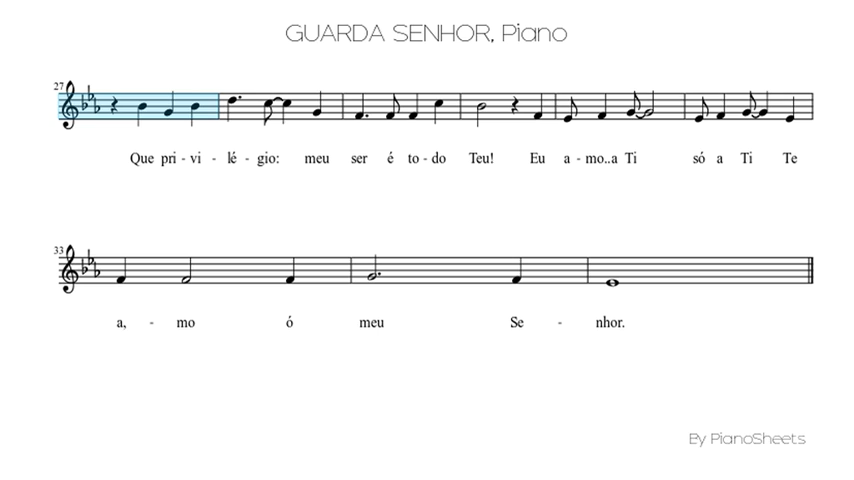 GUARDA SENHOR, Piano
27
Que pri - vi - lé - gio: meu ser é to - do Teu! Eu a - mo..a Ti só a Ti Te
33
a, - mo ó meu Se - nhor.
By PianoSheets